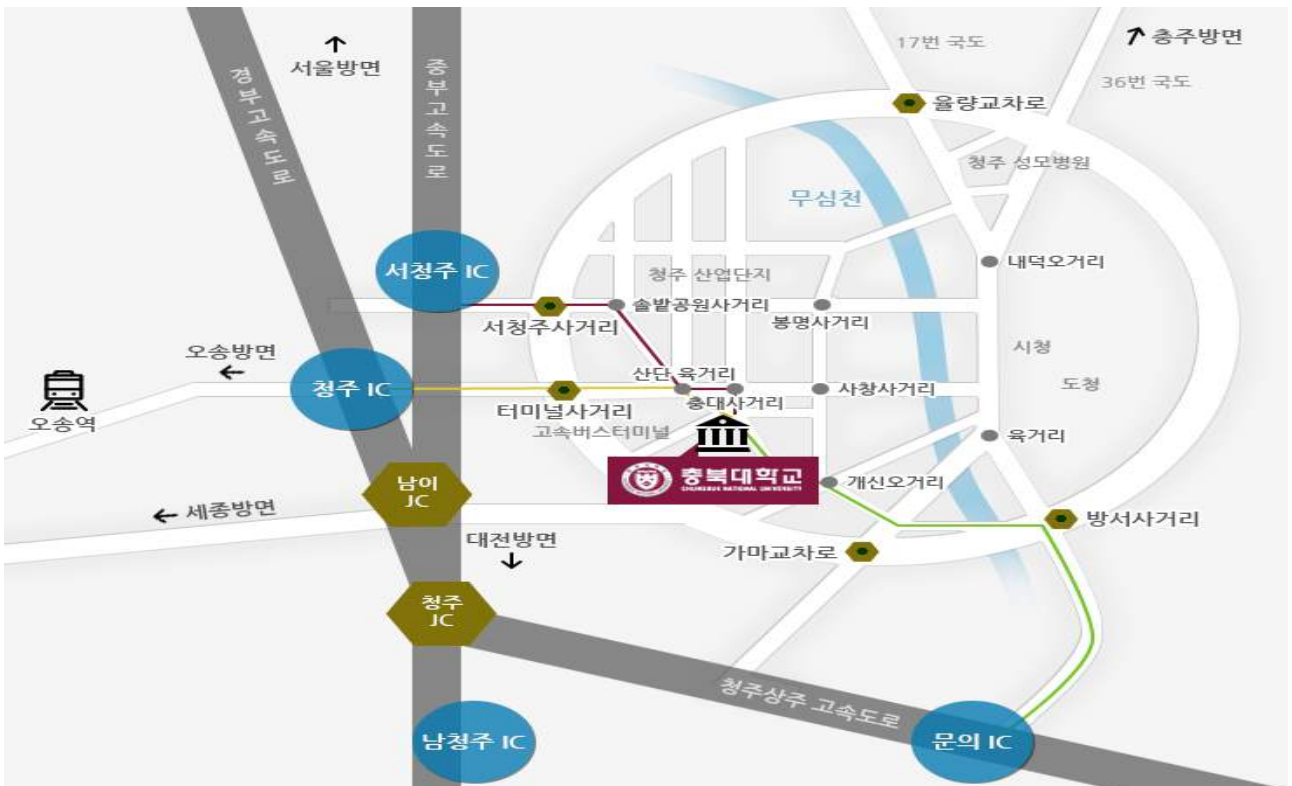 17번 국도
충주방면
서울방면
36번 국도
경부고속도로
중부고속도로
율량교차로
청주 성모병원
무심천
서청주 IC
내덕오거리
청주 산업단지
솔밭공원사거리
서청주사거리
봉명사거리
오송방면
시청
산단 육거리
청주 IC
도청
사창사거리
충대사거리
터미널사거리
오송역
고속버스터미널
육거리
충북대학교
CHUNGBUK NATIONAL UNIVERSITY
남이
JC
개신오거리
세종방면
방서사거리
대전방면
가마교차로
청주
JC
청주상주 고속도로
남청주 IC
문의 IC